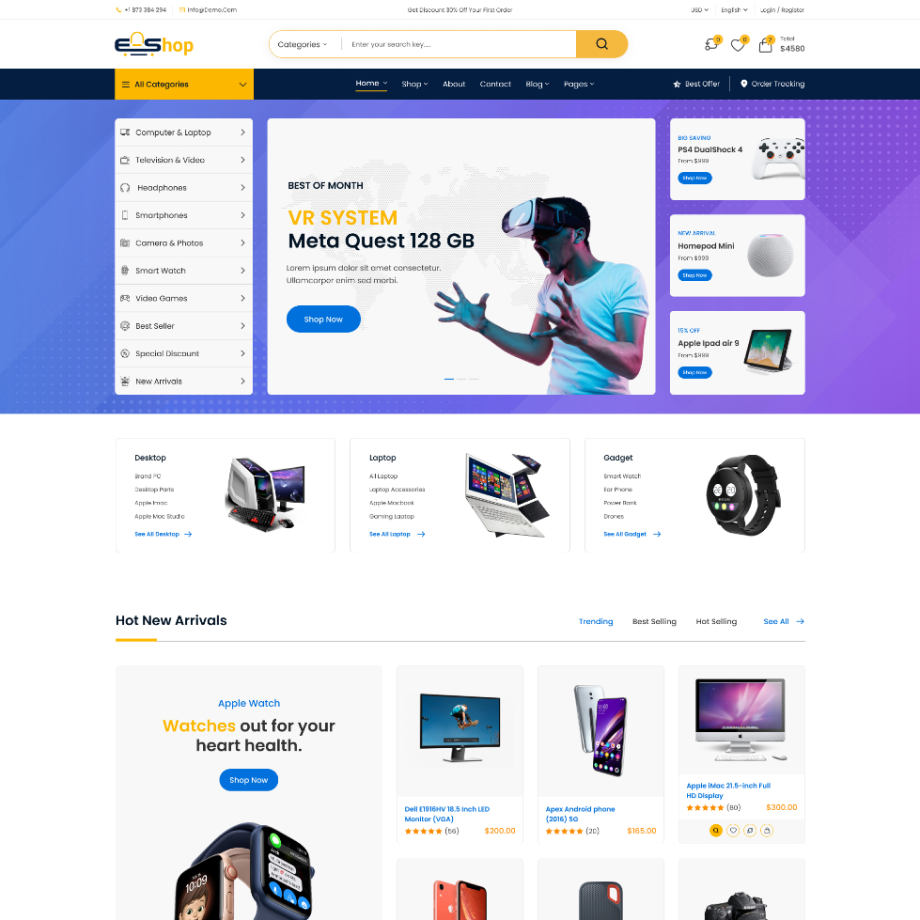 +1 973 384 294
Info@Demo.Com
Get Discount 30% Off Your First Order
USD
English
Login / Register
E-Shop
Categories
Enter your search key....
0
0
2
Total
$4580
All Categories
Home
Shop
About
Contact
Blog
Pages
Best Offer
Order Tracking
Computer & Laptop
Television & Video
Headphones
Smartphones
Camera & Photos
Smart Watch
Video Games
Best Seller
Special Discount
New Arrivals
BEST OF MONTH
VR SYSTEM
Meta Quest 128 GB
Lorem ipsum dolor sit amet consectetur.
Ullamcorper enim sed morbi.
Shop Now
BIG SAVING
PS4 DualShock 4
From $999
Shop Now
NEW ARRIVAL
Homepod Mini
From $999
Shop Now
15% OFF
Apple Ipad air 9
From $999
Shop Now
Desktop
Brand PC
Desktop Parts
Apple Imac
Apple Mac Studio
See All Desktop
Laptop
All Laptop
Laptop Accessories
Apple Macbook
Gaming Laptop
See All Laptop
Gadget
Smart Watch
Ear Phone
Power Bank
Drones
See All Gadget
Hot New Arrivals
Trending
Best Selling
Hot Selling
See All
Apple Watch
Watches out for your
heart health.
Shop Now
10:09
Dell E1916HV 18.5 Inch LED
Monitor (VGA)
(56)
$200.00
Apex Android phone
(2016) 5G
(20)
$165.00
Apple iMac 21.5-inch Full
HD Display
(80)
$300.00